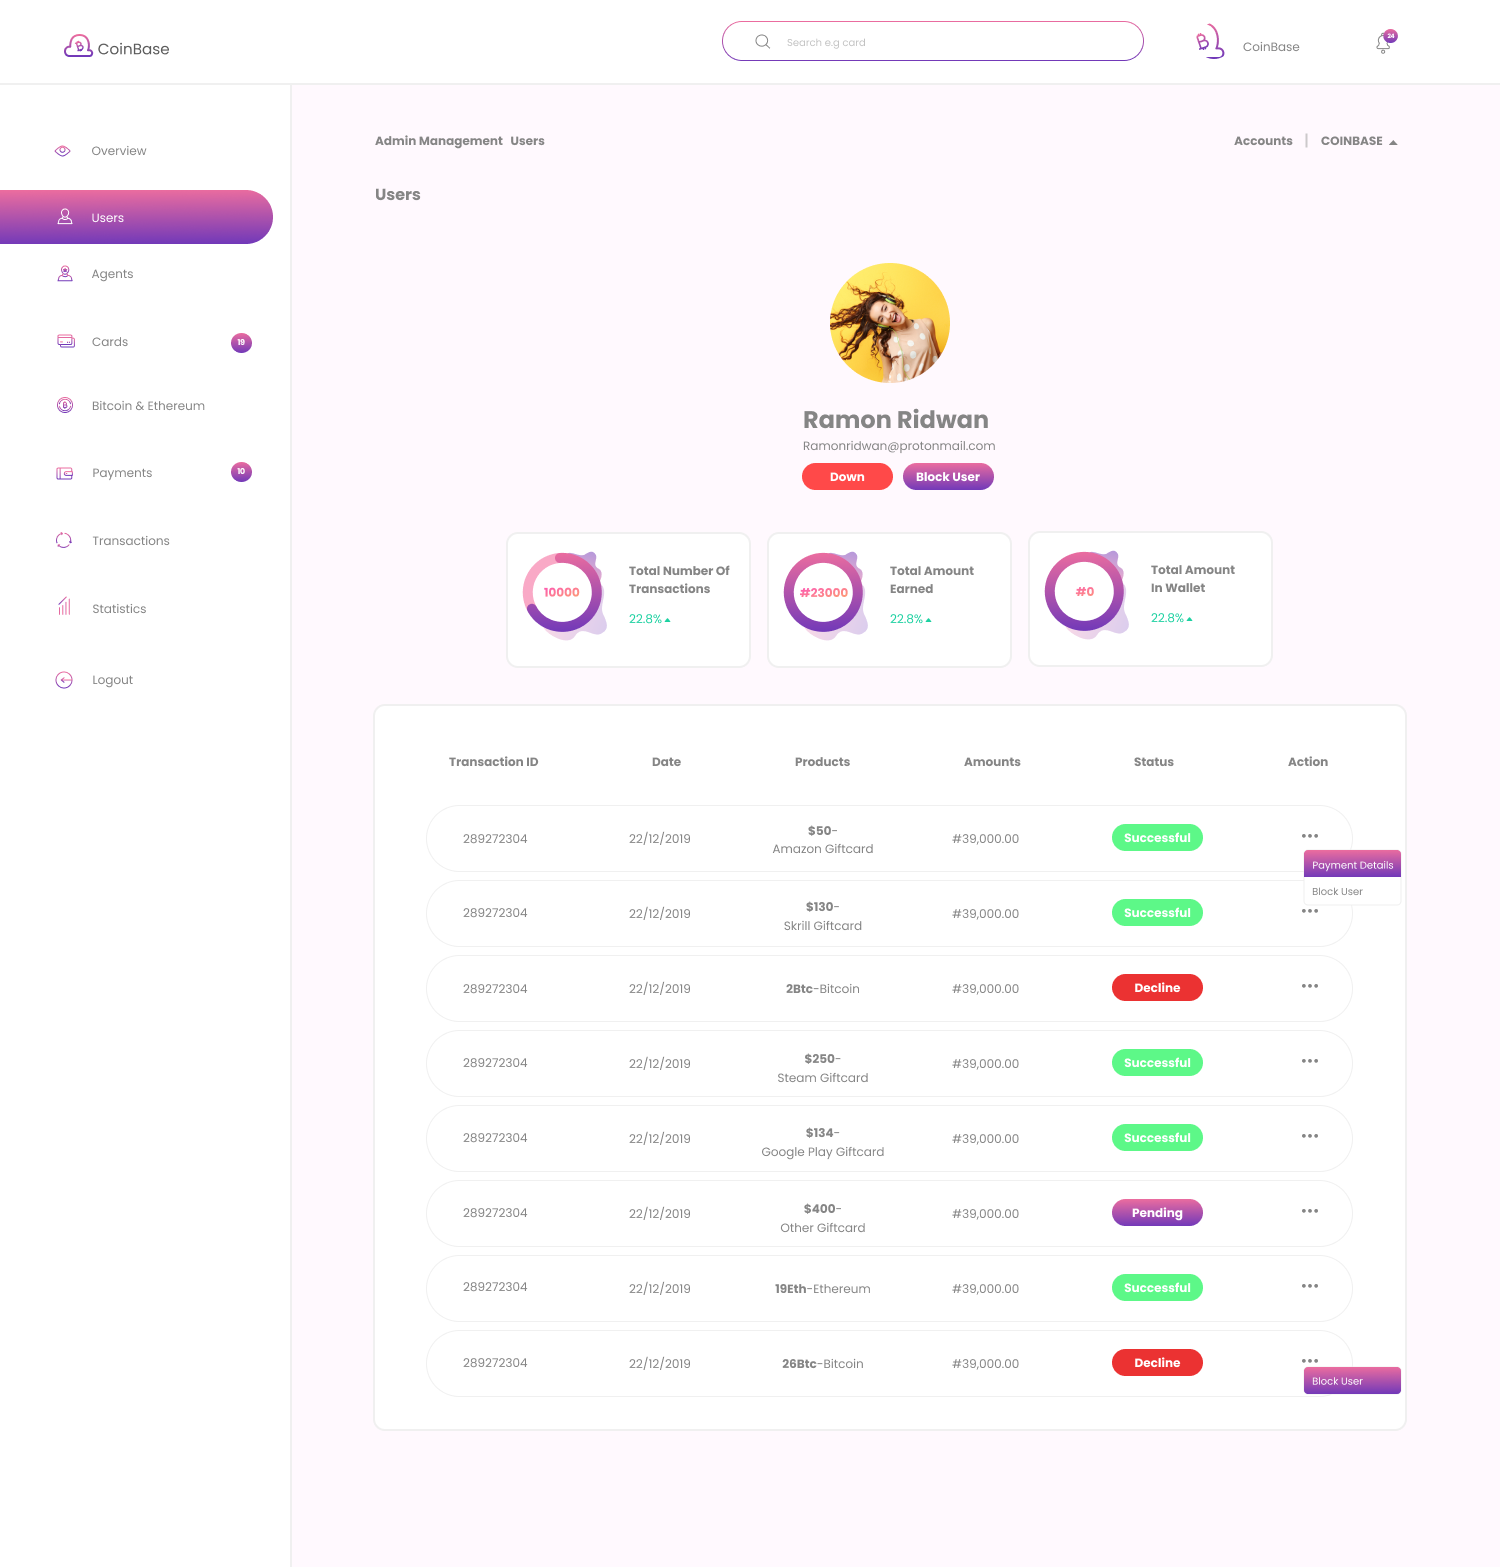 CoinBase
Search e.g card
CoinBase
24
Overview
Users
Agents
Cards
19
Bitcoin & Ethereum
Payments
10
Transactions
Statistics
Logout
Admin Management Users
Accounts | COINBASE
Users
Ramon Ridwan
Ramonridwan@protonmail.com
Down
Block User
10000
Total Number Of
Transactions
22.8%
#23000
Total Amount
Earned
22.8%
#0
Total Amount
In Wallet
22.8%
Transaction ID Date Products Amounts Status Action
289272304 22/12/2019 $50- #39,000.00 Successful
Amazon Giftcard
Payment Details
Block User
289272304 22/12/2019 $130- #39,000.00 Successful
Skrill Giftcard
289272304 22/12/2019 2Btc-Bitcoin #39,000.00 Decline
289272304 22/12/2019 $250- #39,000.00 Successful
Steam Giftcard
289272304 22/12/2019 $134- #39,000.00 Successful
Google Play Giftcard
289272304 22/12/2019 $400- #39,000.00 Pending
Other Giftcard
289272304 22/12/2019 19Eth-Ethereum #39,000.00 Successful
289272304 22/12/2019 26Btc-Bitcoin #39,000.00 Decline
Block User